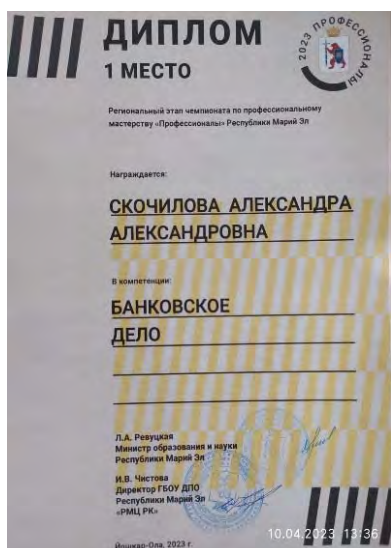 ДИПЛОМ
1 МЕСТО
2023 ПРОФЕССИОНАЛЫ
Региональный этап чемпионата по профессиональному
мастерству «Профессионалы» Республики Марий Эл
Награждается:
СКОЧИЛОВА АЛЕКСАНДРА
АЛЕКСАНДРОВНА
В компетенции:
БАНКОВСКОЕ
ДЕЛО
Л.А. Ревуцкая
Министр образования и науки
Республики Марий Эл
И.В. Чистова
Директор ГБОУ ДПО
Республики Марий Эл
«РМЦ РК»
Йошкар-Ола, 2023 г.
10.04.2023 13:36